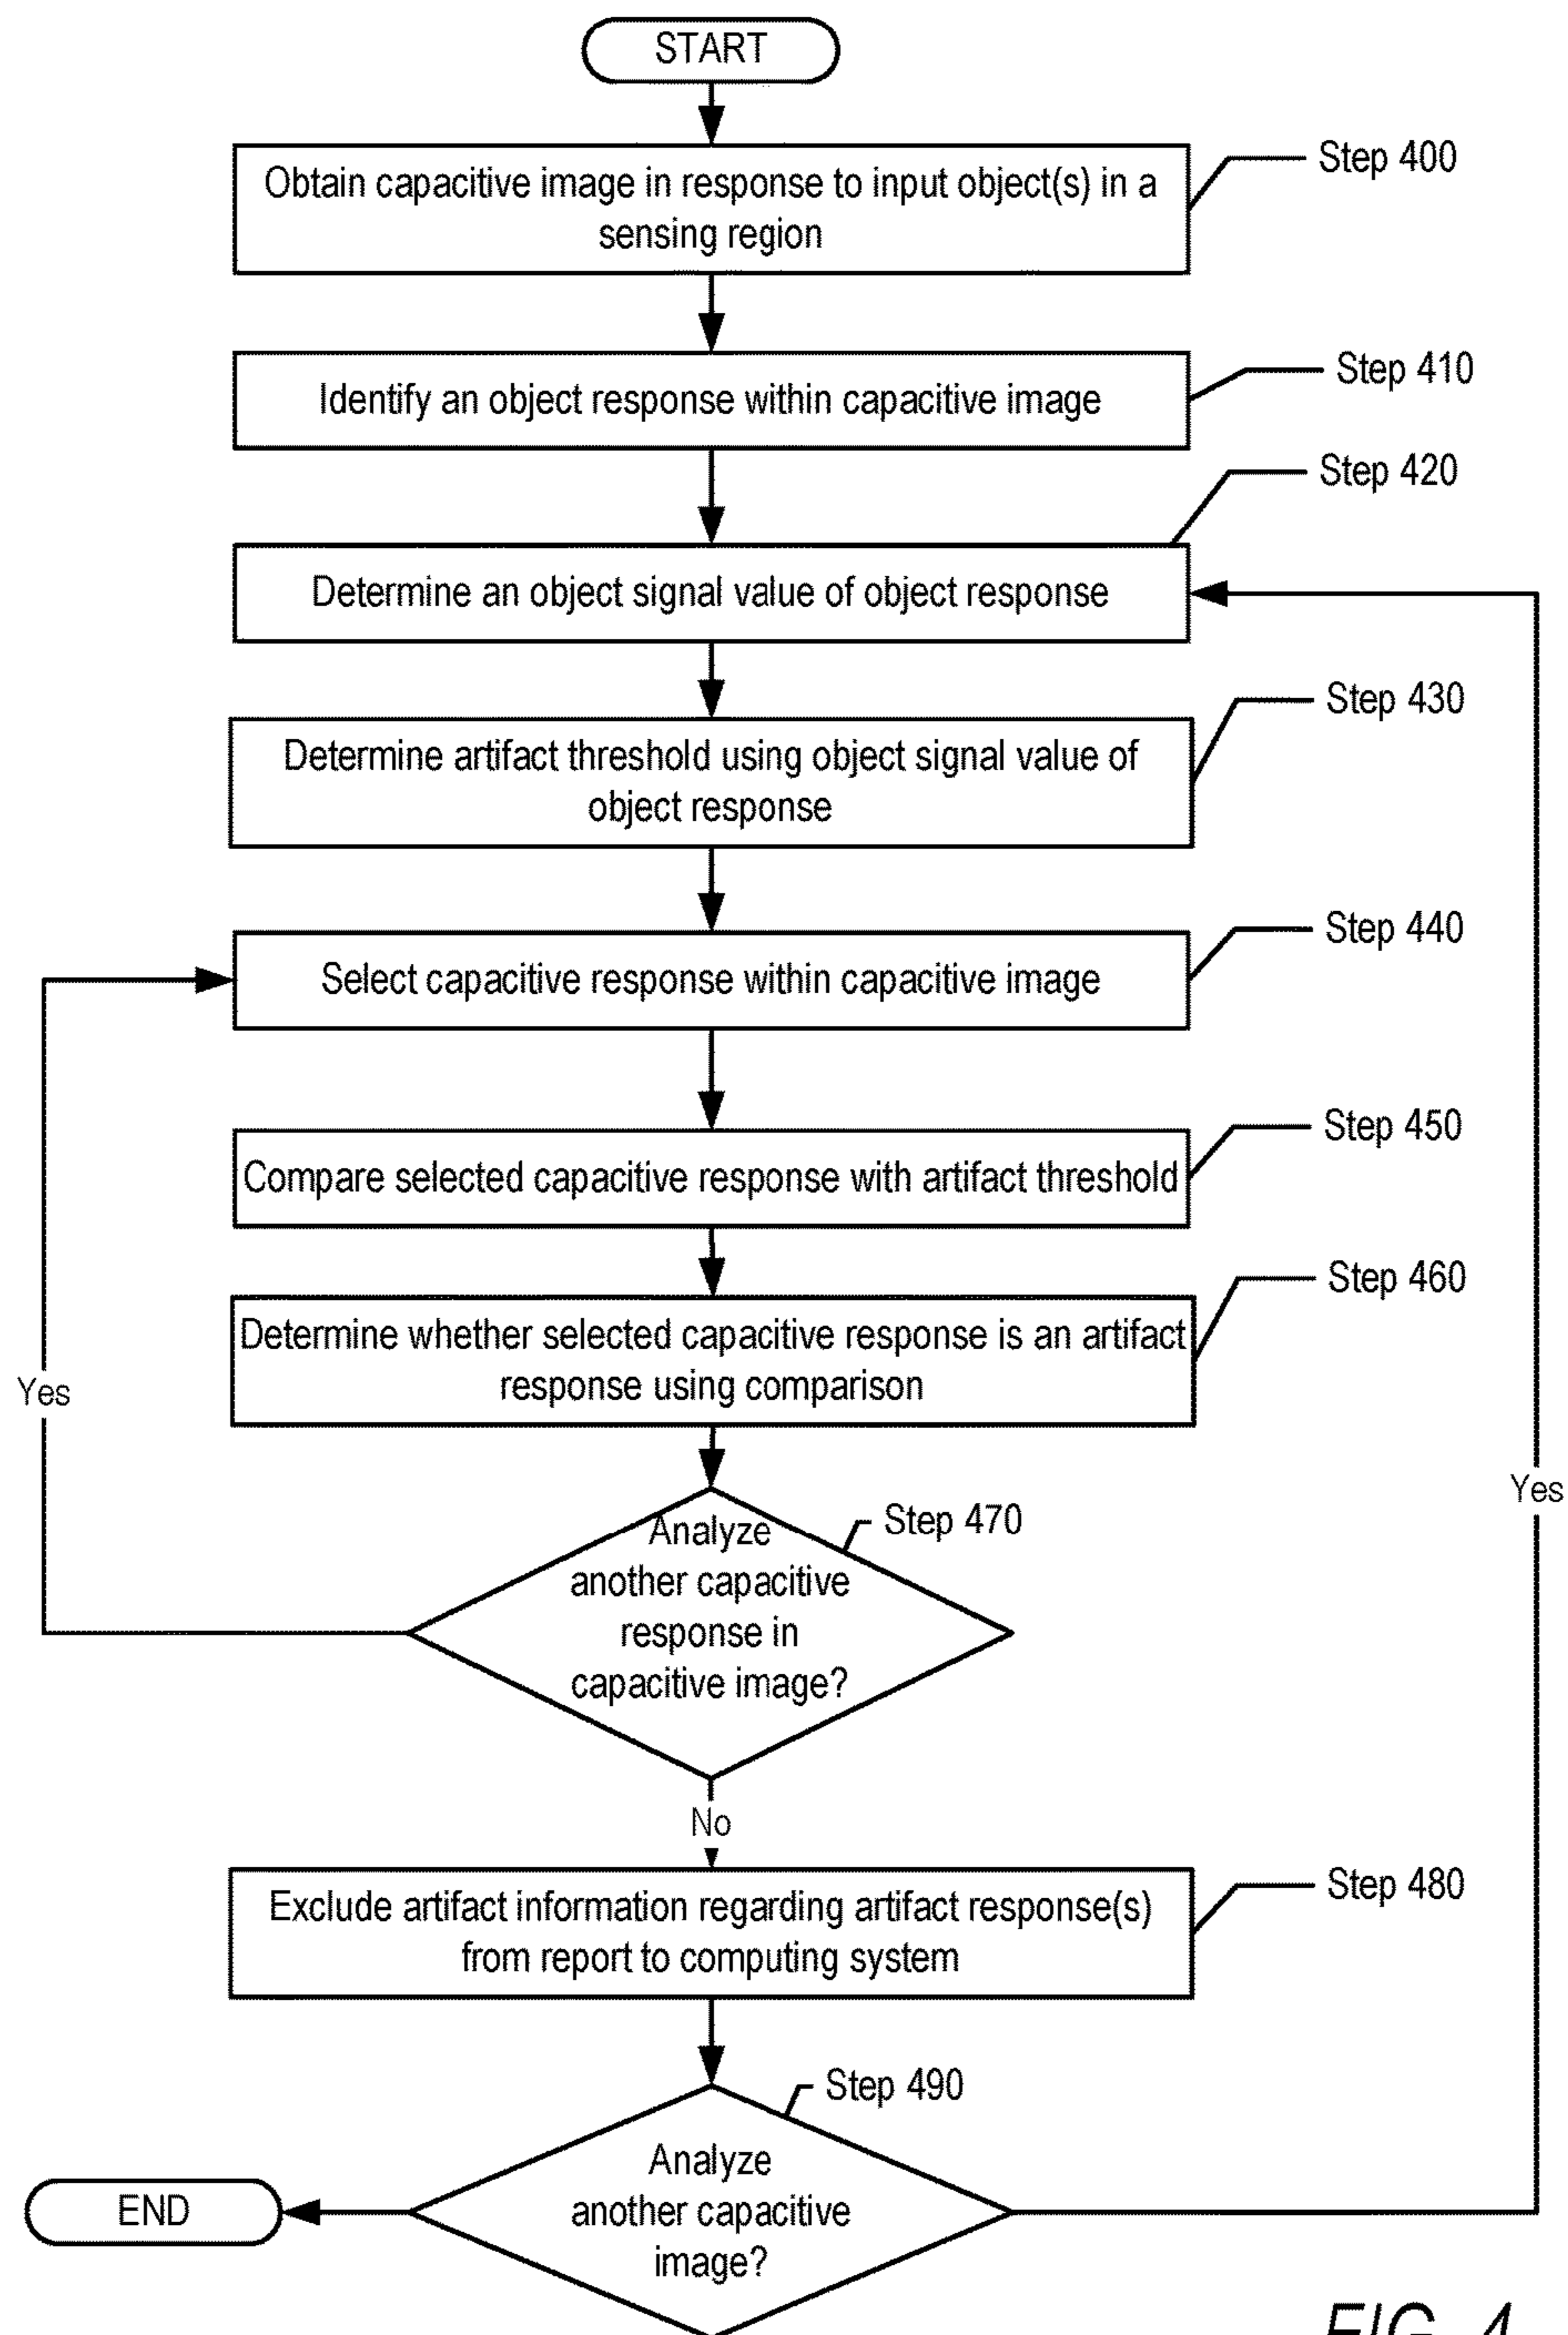 START
Obtain capacitive image in response to input object(s) in a
sensing region
Step 400
Identify an object response within capacitive image
Step 410
Step 420
Determine an object signal value of object response
Step 430
Determine artifact threshold using object signal value of
object response
Step 440
Select capacitive response within capacitive image
Step 450
Compare selected capacitive response with artifact threshold
Step 460
Determine whether selected capacitive response is an artifact
response using comparison
Yes
Yes
Step 470
Analyze
another capacitive
response in
capacitive image?
No
Step 480
Exclude artifact information regarding artifact response(s)
from report to computing system
Step 490
Analyze
another capacitive
image?
END
FIG. 4